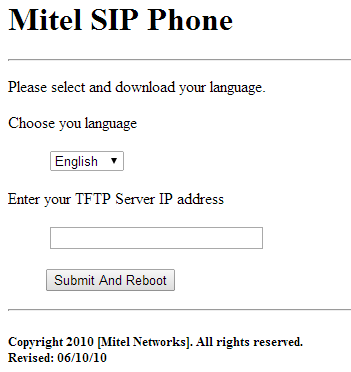 Mitel SIP Phone
Please select and download your language.
Choose you language
English
Enter your TFTP Server IP address
Submit And Reboot
Copyright 2010 [Mitel Networks]. All rights reserved.
Revised: 06/10/10